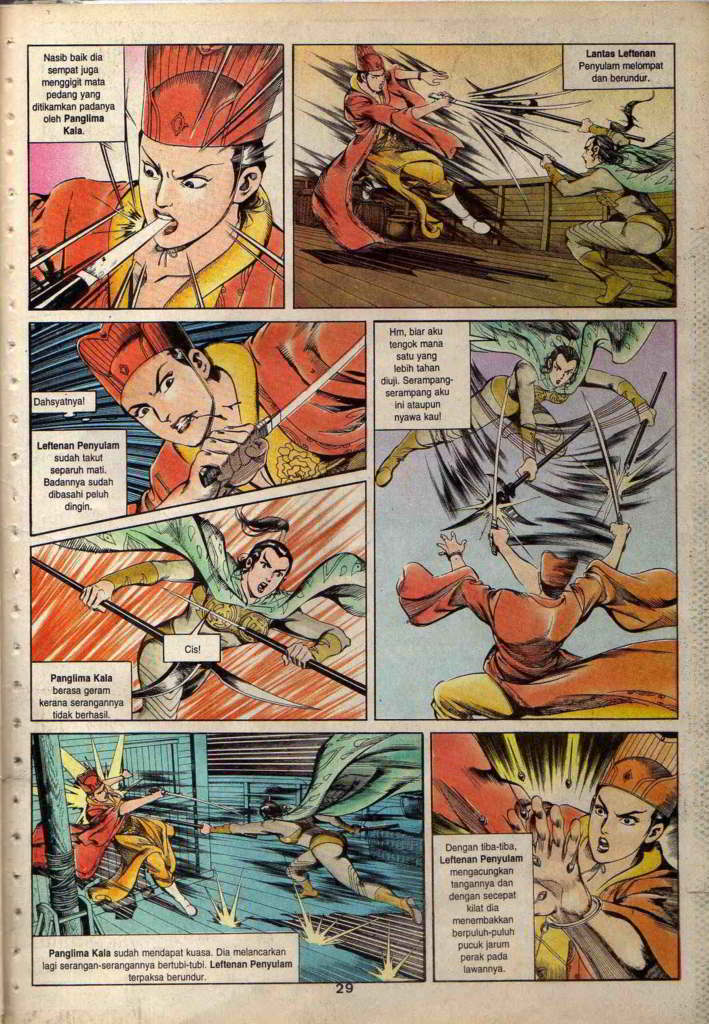 Nasib baik dia
sempat juga
menggigit mata
pedang yang
ditikamkan padanya
oleh Panglima
Kala.
Lantas Leftenan
Penyulam melompat
dan berundur.
Dahsyatnya!
Leftenan Penyulam
sudah takut
separuh mati.
Badannya sudah
dibasahi peluh
dingin.
Hm, biar aku
tengok mana
satu yang
lebih tahan
diuji. Serampang-
serampang aku
ini ataupun
nyawa kau!
Cis!
Panglima Kala
berasa geram
kerana serangannya
tidak berhasil.
Panglima Kala sudah mendapat kuasa. Dia melancarkan
lagi serangan-serangannya bertubi-tubi. Leftenan Penyulam
terpaksa berundur.
Dengan tiba-tiba,
Leftenan Penyulam
mengacungkan
tangannya dan
dengan secepat
kilat dia
menembakkan
berpuluh-puluh
pucuk jarum
perak pada
lawannya.
29